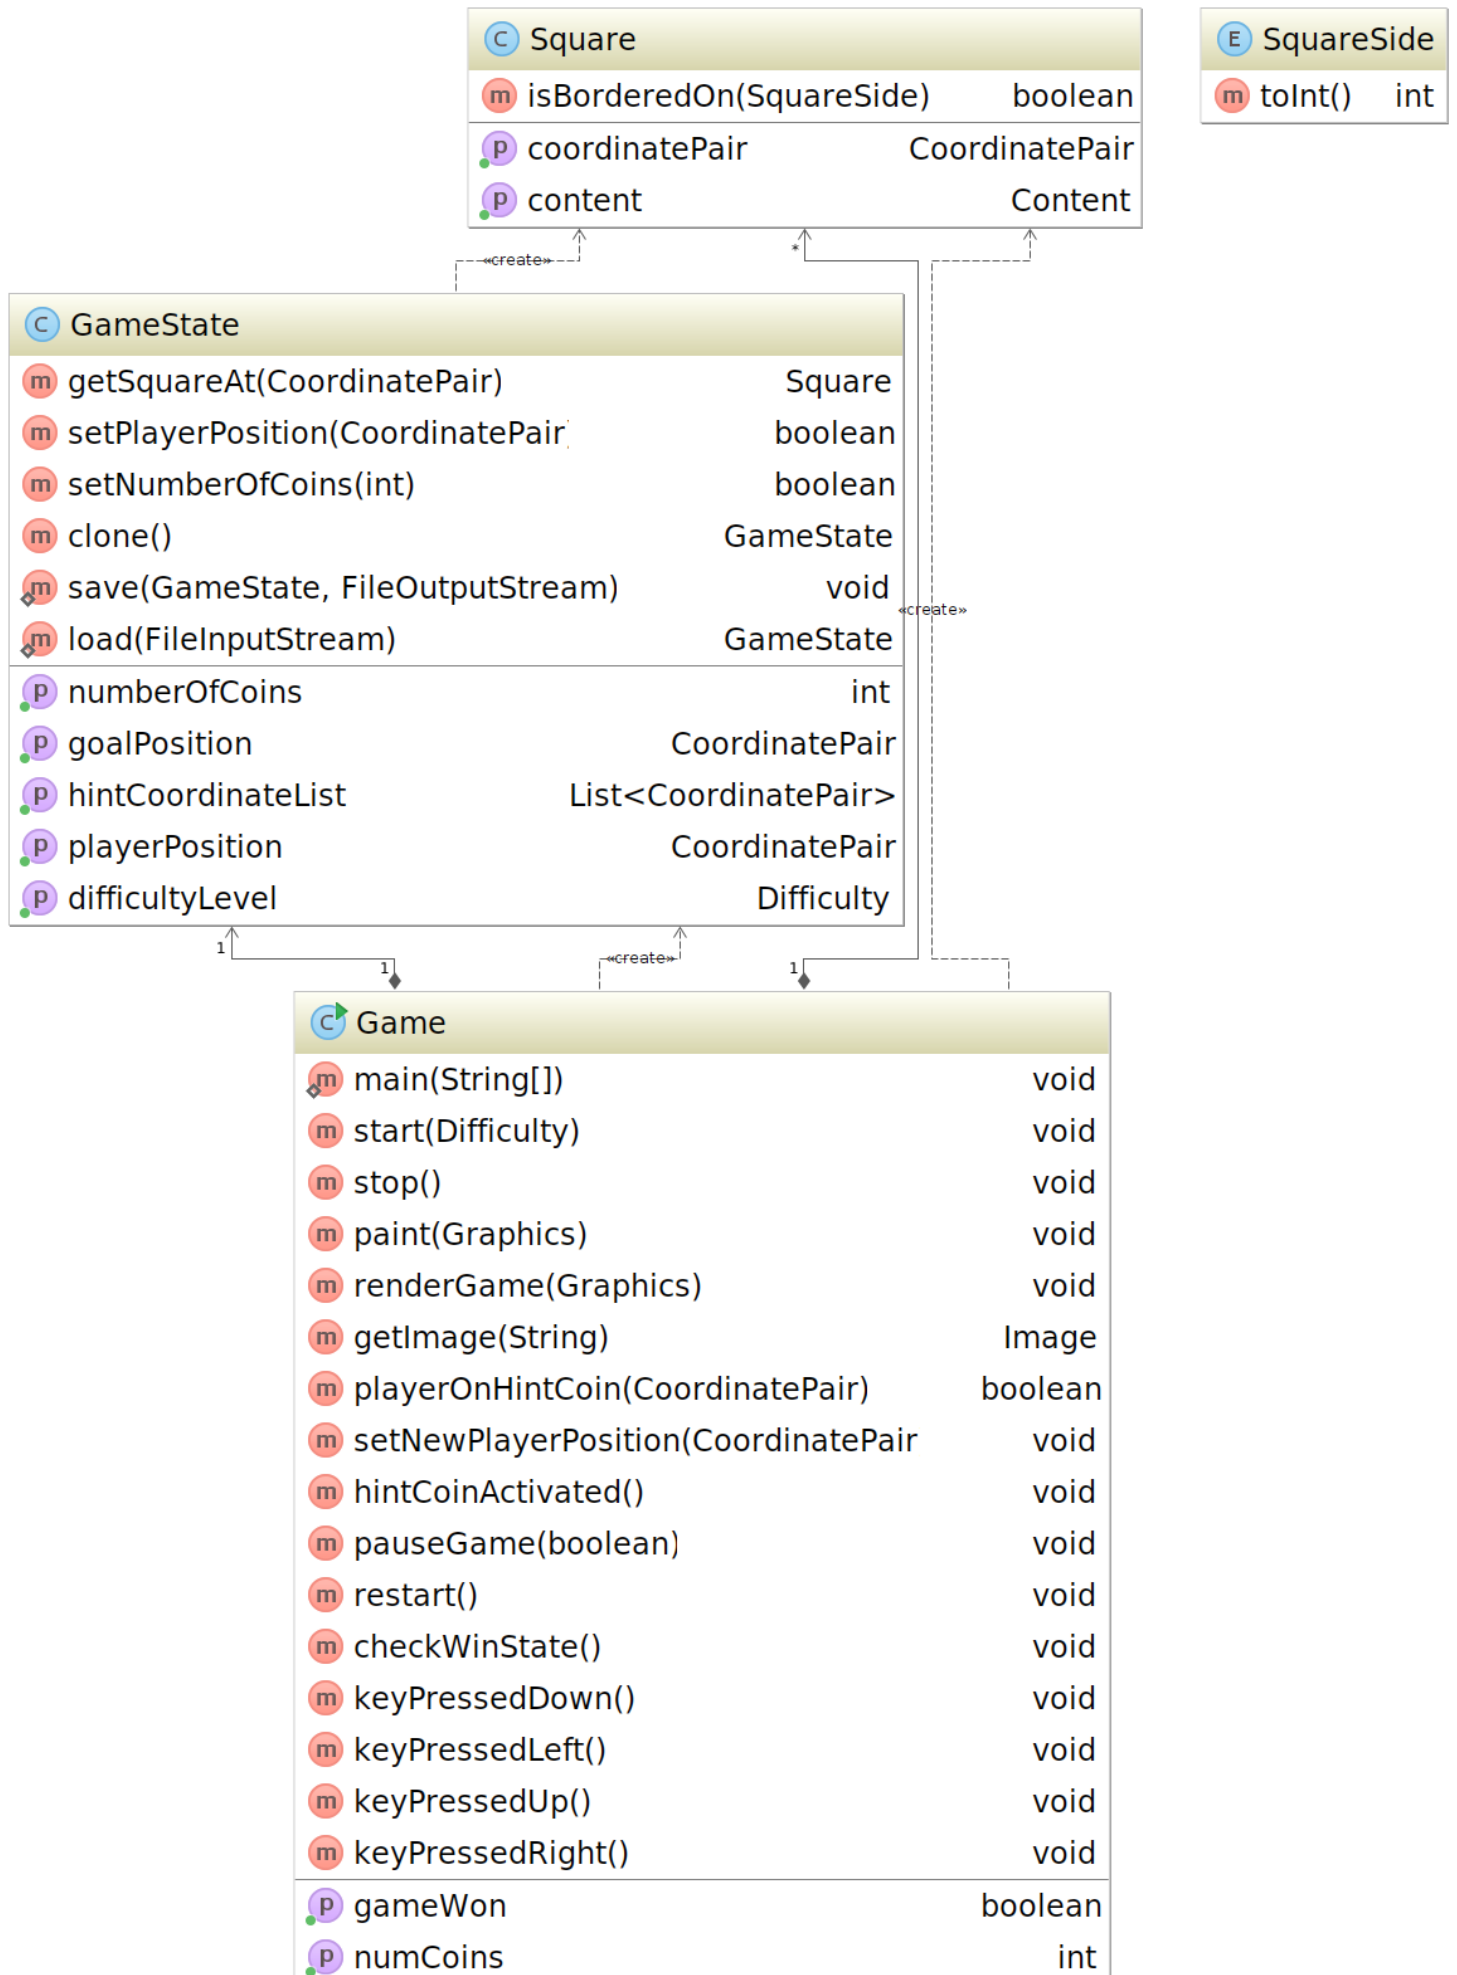 C Square
m isBorderedOn(SquareSide) boolean
p coordinatePair CoordinatePair
p content Content
E SquareSide
m toInt() int
«create»
*
C GameState
m getSquareAt(CoordinatePair) Square
m setPlayerPosition(CoordinatePair) boolean
m setNumberOfCoins(int) boolean
m clone() GameState
m save(GameState, FileOutputStream) void
m load(FileInputStream) GameState
p numberOfCoins int
p goalPosition CoordinatePair
p hintCoordinateList List<CoordinatePair>
p playerPosition CoordinatePair
p difficultyLevel Difficulty
«create»
1
1
«create»
1
C Game
m main(String[]) void
m start(Difficulty) void
m stop() void
m paint(Graphics) void
m renderGame(Graphics) void
m getImage(String) Image
m playerOnHintCoin(CoordinatePair) boolean
m setNewPlayerPosition(CoordinatePair void
m hintCoinActivated() void
m pauseGame(boolean) void
m restart() void
m checkWinState() void
m keyPressedDown() void
m keyPressedLeft() void
m keyPressedUp() void
m keyPressedRight() void
p gameWon boolean
p numCoins int